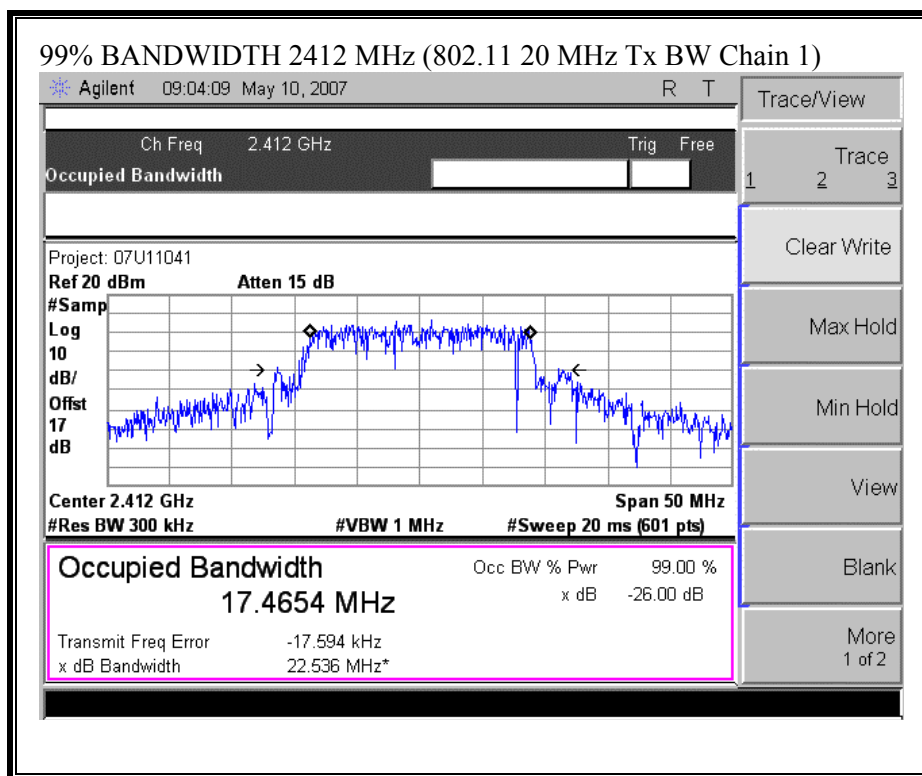 99% BANDWIDTH 2412 MHz (802.11 20 MHz Tx BW Chain 1)
Agilent 09:04:09 May 10, 2007 R T
Trace/View
Ch Freq 2.412 GHz Trig Free
Occupied Bandwidth
Trace
1 2 3
Clear Write
Max Hold
Min Hold
View
Blank
More
1 of 2
Project: 07U11041
Ref 20 dBm Atten 15 dB
#Samp
Log
10
dB/
Offst
17
dB
Center 2.412 GHz Span 50 MHz
#Res BW 300 kHz #VBW 1 MHz #Sweep 20 ms (601 pts)
Occupied Bandwidth
17.4654 MHz
Occ BW % Pwr 99.00 %
x dB -26.00 dB
Transmit Freq Error -17.594 kHz
x dB Bandwidth 22.536 MHz*